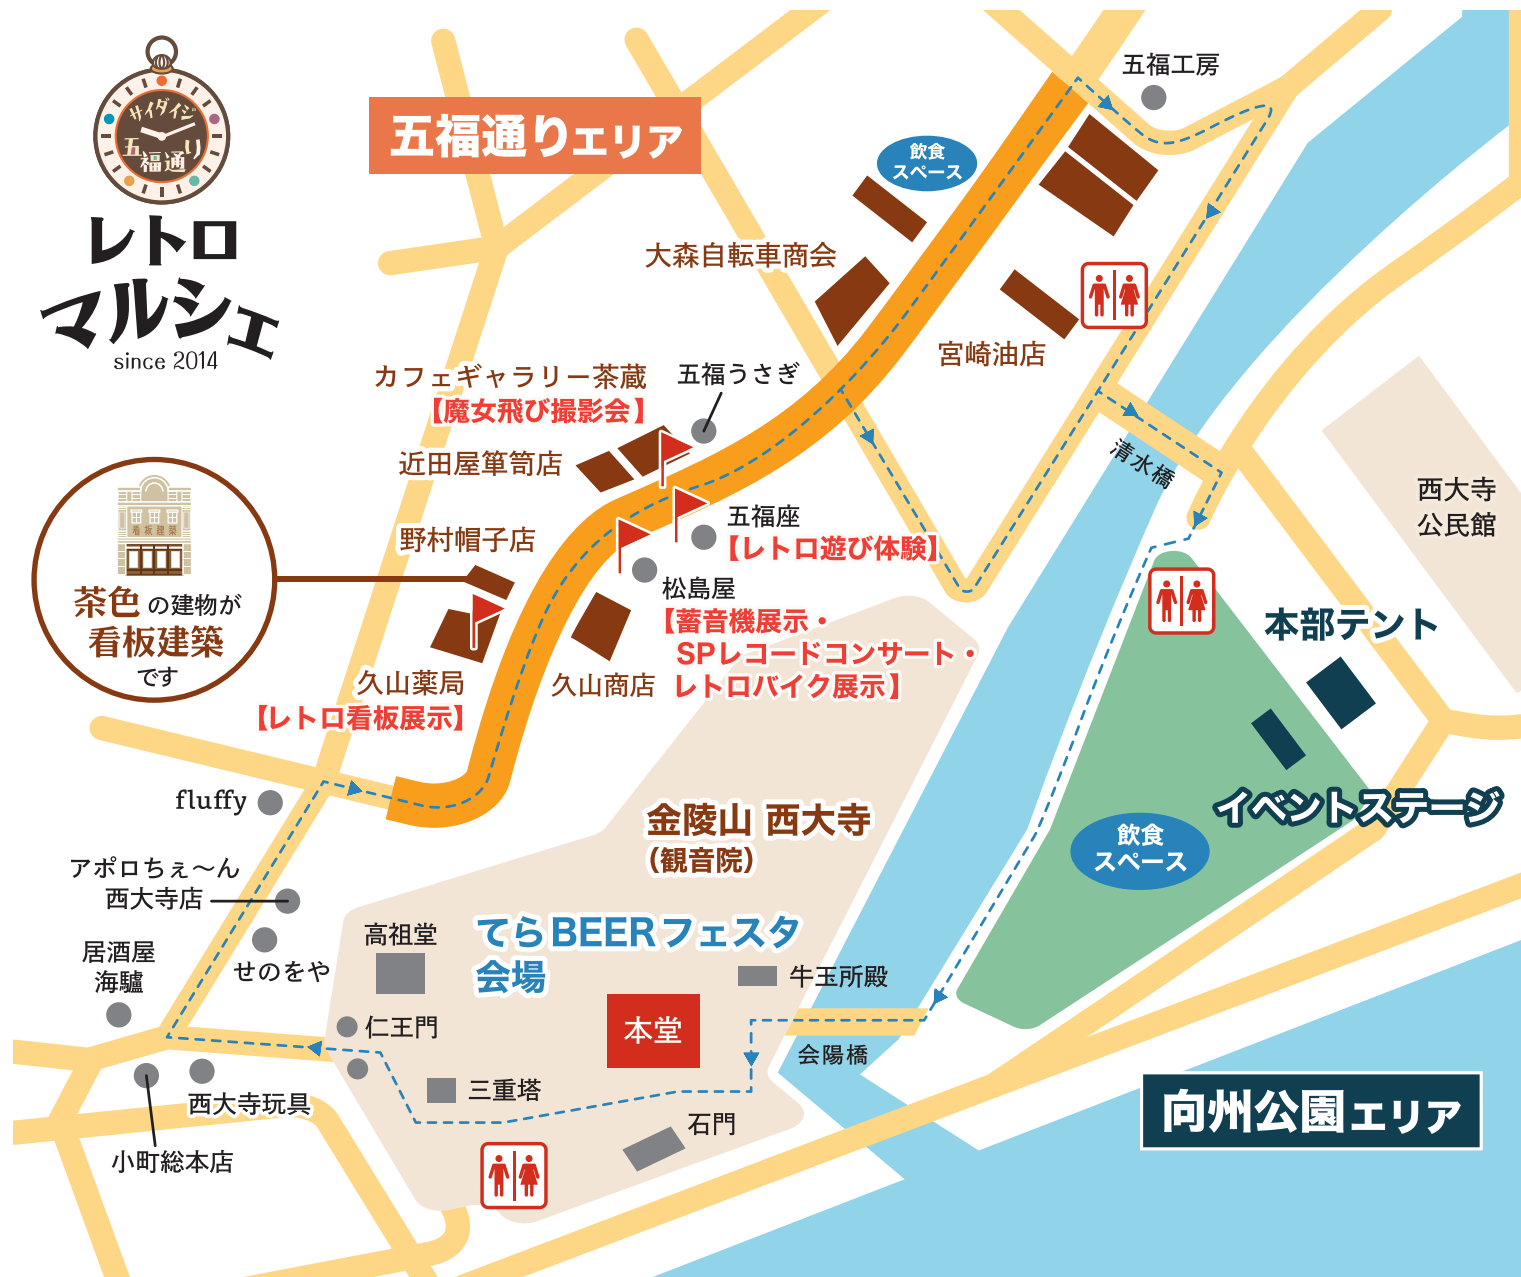 サイダイジ
五福通り
レトロ
マルシェ
since 2014
五福通りエリア
五福工房
飲食
スペース
大森自転車商会
宮崎油店
カフェギャラリー茶蔵
【魔女飛び撮影会】
五福うさぎ
近田屋箪笥店
清水橋
西大寺
公民館
野村帽子店
五福座
【レトロ遊び体験】
看板建築
茶色の建物が
看板建築
です
松島屋
【蓄音機展示・
SPレコードコンサート・
レトロバイク展示】
本部テント
久山薬局
【レトロ看板展示】
久山商店
fluffy
金陵山 西大寺
（観音院）
イベントステージ
飲食
スペース
アポロちぇ〜ん
西大寺店
てらBEERフェスタ
会場
高祖堂
居酒屋
海驢
せのをや
牛玉所殿
仁王門
本堂
会陽橋
三重塔
西大寺玩具
石門
小町総本店
向州公園エリア